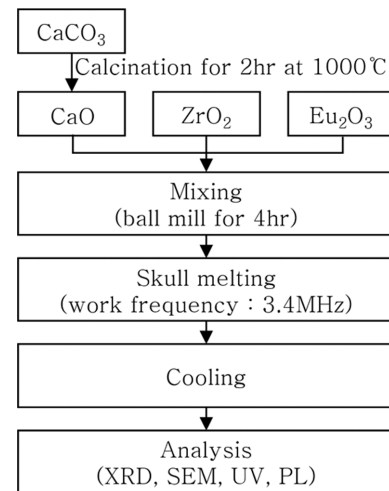 CaCO₃
Calcination for 2hr at 1000℃
CaO
ZrO₂
Eu₂O₃
Mixing
(ball mill for 4hr)
Skull melting
(work frequency : 3.4MHz)
Cooling
Analysis
(XRD, SEM, UV, PL)